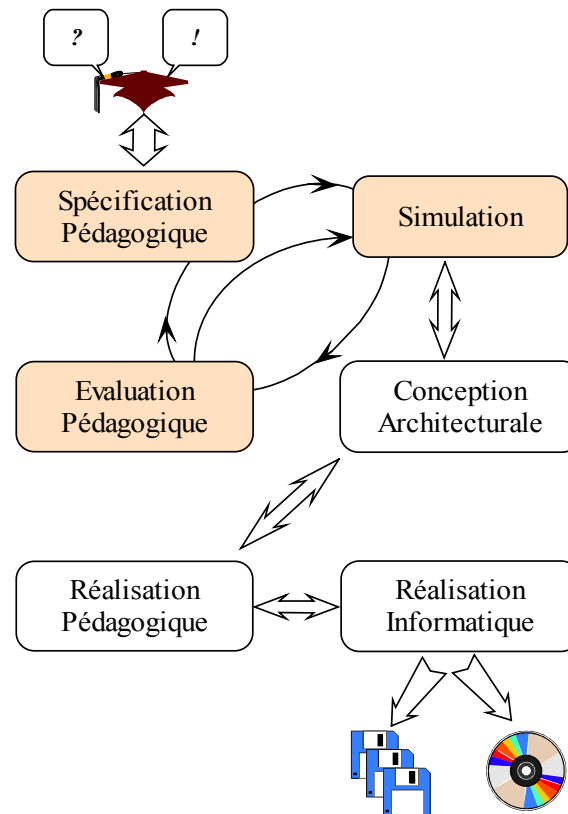 ?
!
Spécification
Pédagogique
Simulation
Evaluation
Pédagogique
Conception
Architecturale
Réalisation
Pédagogique
Réalisation
Informatique